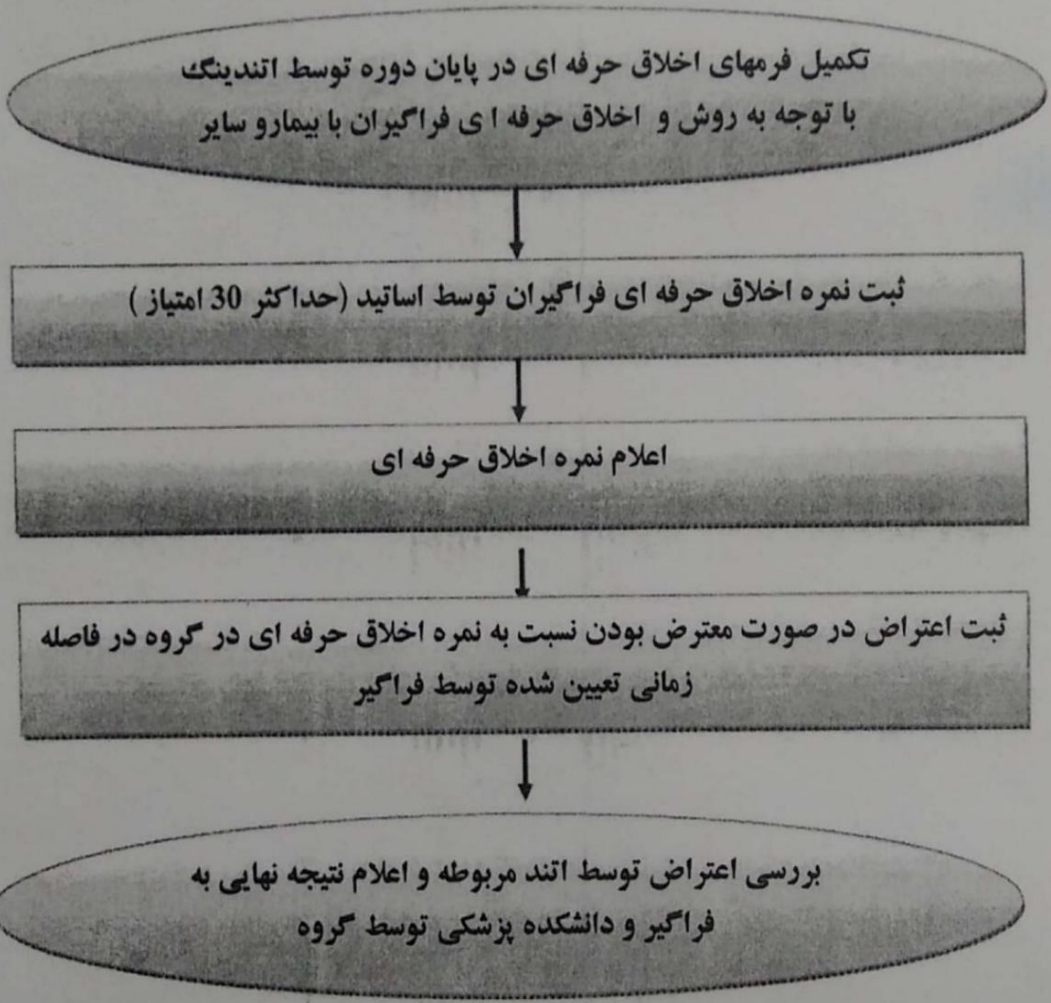 تکمیل فرمهای اخلاق حرفه ای در پایان دوره توسط اتندینگ
با توجه به روش و اخلاق حرفه ا ی فراگیران با بیمارو سایر
ثبت نمره اخلاق حرفه ای فراگیران توسط اساتید (حداکثر 30 امتیاز )
اعلام نمره اخلاق حرفه ای
ثبت اعتراض در صورت معترض بودن نسبت به نمره اخلاق حرفه ای در گروه در فاصله
زمانی تعیین شده توسط فراگیر
بررسی اعتراض توسط اتند مربوطه و اعلام نتیجه نهایی به
فراگیر و دانشکده پزشکی توسط گروه